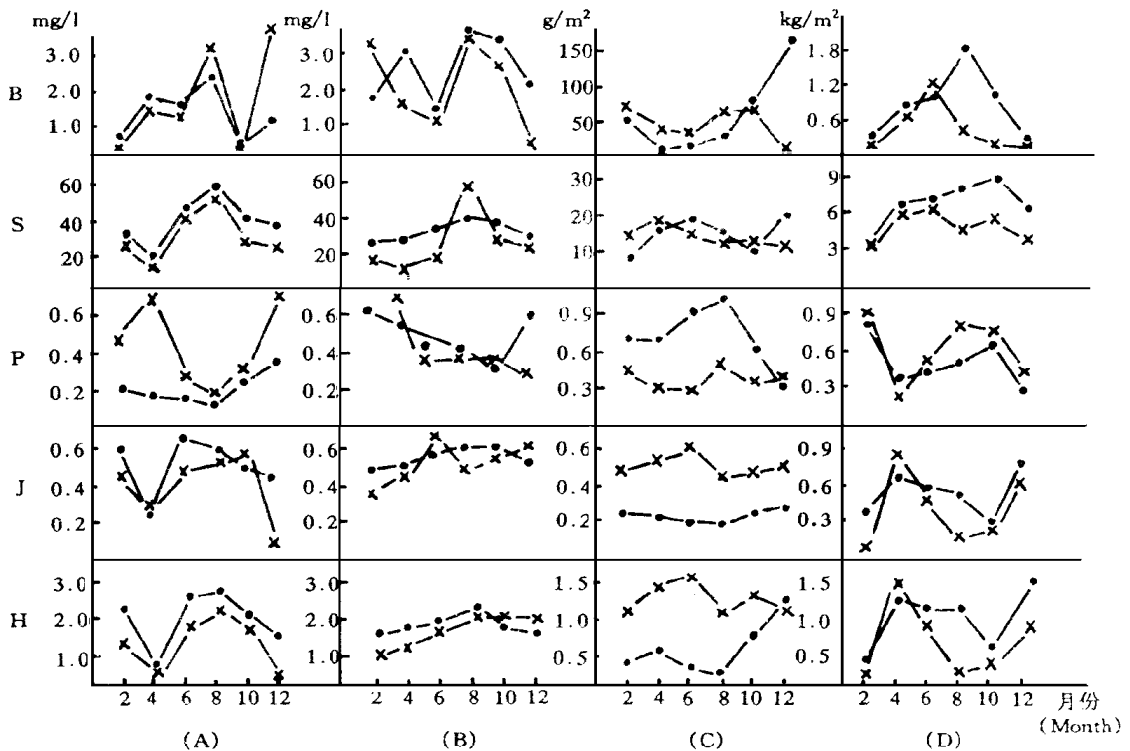 mg/l mg/l g/m² kg/m²
B 3.0 2.0 1.0 3.0 2.0 1.0 150 100 50 1.8 1.2 0.6
S 60 40 20 60 40 20 30 20 10 9 6 3
P 0.6 0.4 0.2 0.6 0.4 0.2 0.9 0.6 0.3 0.9 0.6 0.3
J 0.6 0.4 0.2 0.6 0.4 0.2 0.6 0.4 0.2 0.9 0.6 0.3
H 3.0 2.0 1.0 3.0 2.0 1.0 1.5 1.0 0.5 1.5 1.0 0.5
2 4 6 8 10 12 2 4 6 8 10 12 2 4 6 8 10 12 2 4 6 8 10 12 月份
(A) (B) (C) (D) (Month)